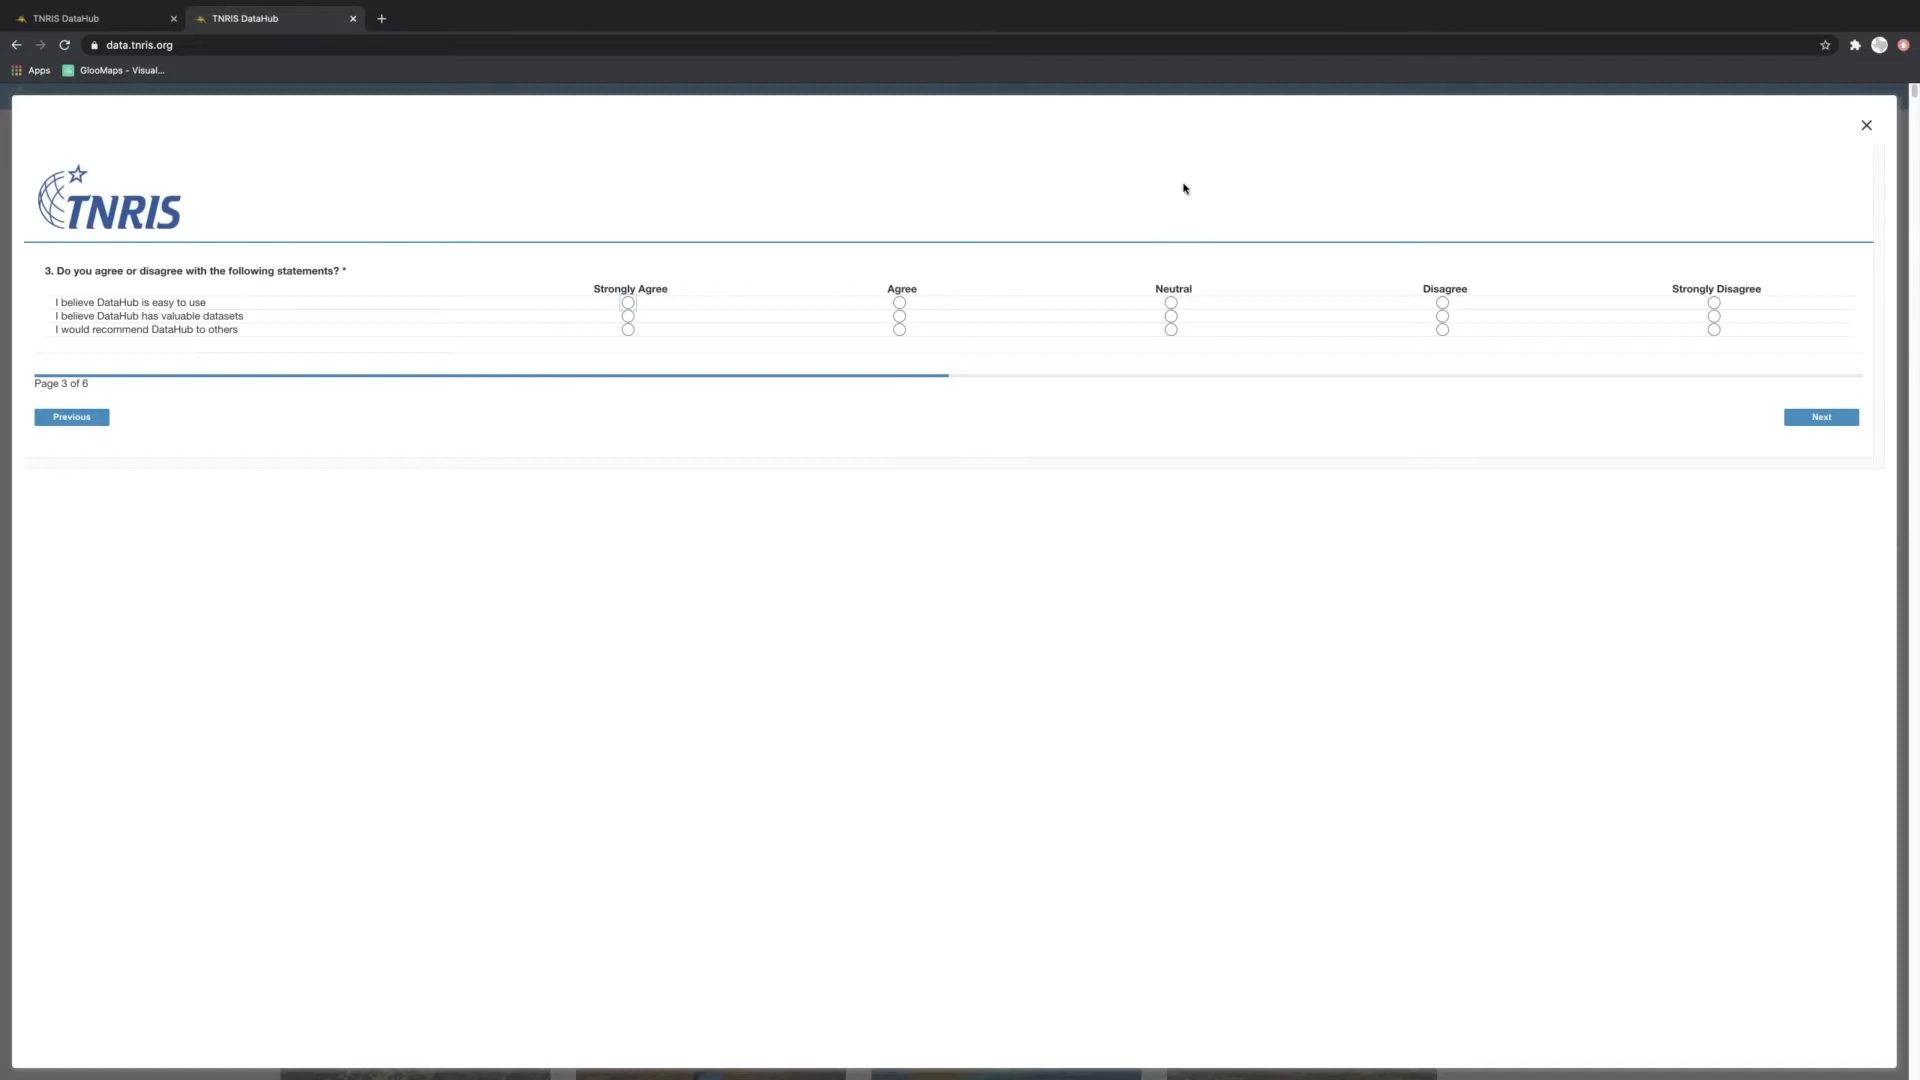 TNRIS DataHub
TNRIS DataHub
data.tnris.org
Apps
GlooMaps - Visual...
TNRIS
3. Do you agree or disagree with the following statements? *
Strongly Agree Agree Neutral Disagree Strongly Disagree
I believe DataHub is easy to use
I believe DataHub has valuable datasets
I would recommend DataHub to others
Page 3 of 6
Previous
Next